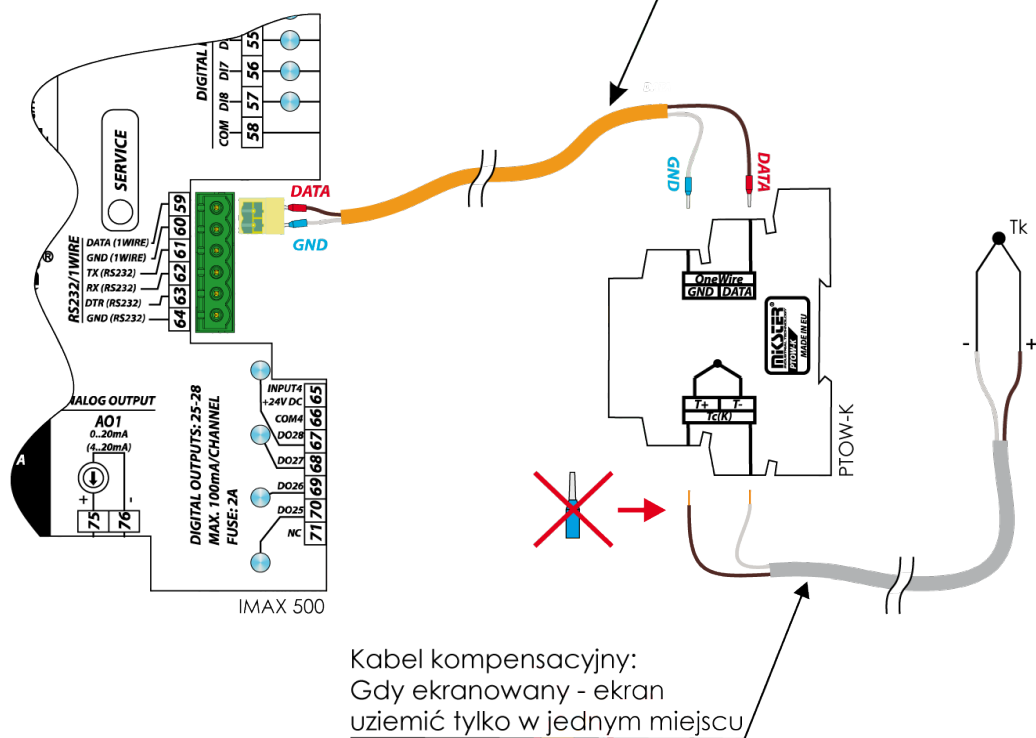 DIGITAL
55
DI7 56
DI8 57
COM 58
SERVICE
®
RS232/1WIRE
DATA (1WIRE) 59
GND (1WIRE) 60
TX (RS232) 61
RX (RS232) 62
DTR (RS232) 63
GND (RS232) 64
DATA
GND
GND
DATA
OneWire
GND DATA
MIKSTER®
PTOW-K
MADE IN EU
T+ T-
Tc(K)
PTOW-K
Tk
- +
NALOG OUTPUT
AO1
0..20mA
(4..20mA)
+ -
75 76
A
DIGITAL OUTPUTS: 25-28
MAX. 100mA/CHANNEL
FUSE: 2A
INPUT4 65
+24V DC
COM4 66
DO28 67
DO27 68
DO26 69
DO25 70
NC 71
IMAX 500
Kabel kompensacyjny:
Gdy ekranowany - ekran
uziemić tylko w jednym miejscu